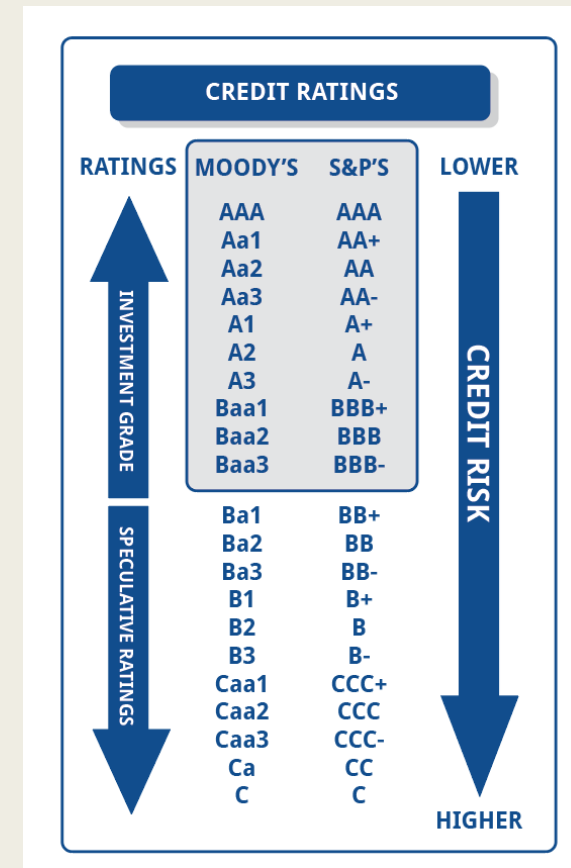 CREDIT RATINGS
RATINGS MOODY’S S&P’S LOWER
AAA AAA
Aa1 AA+
Aa2 AA
Aa3 AA-
A1 A+
A2 A
A3 A-
Baa1 BBB+
Baa2 BBB
Baa3 BBB-
INVESTMENT GRADE
CREDIT RISK
Ba1 BB+
Ba2 BB
Ba3 BB-
B1 B+
B2 B
B3 B-
Caa1 CCC+
Caa2 CCC
Caa3 CCC-
Ca CC
C C
SPECULATIVE RATINGS
HIGHER